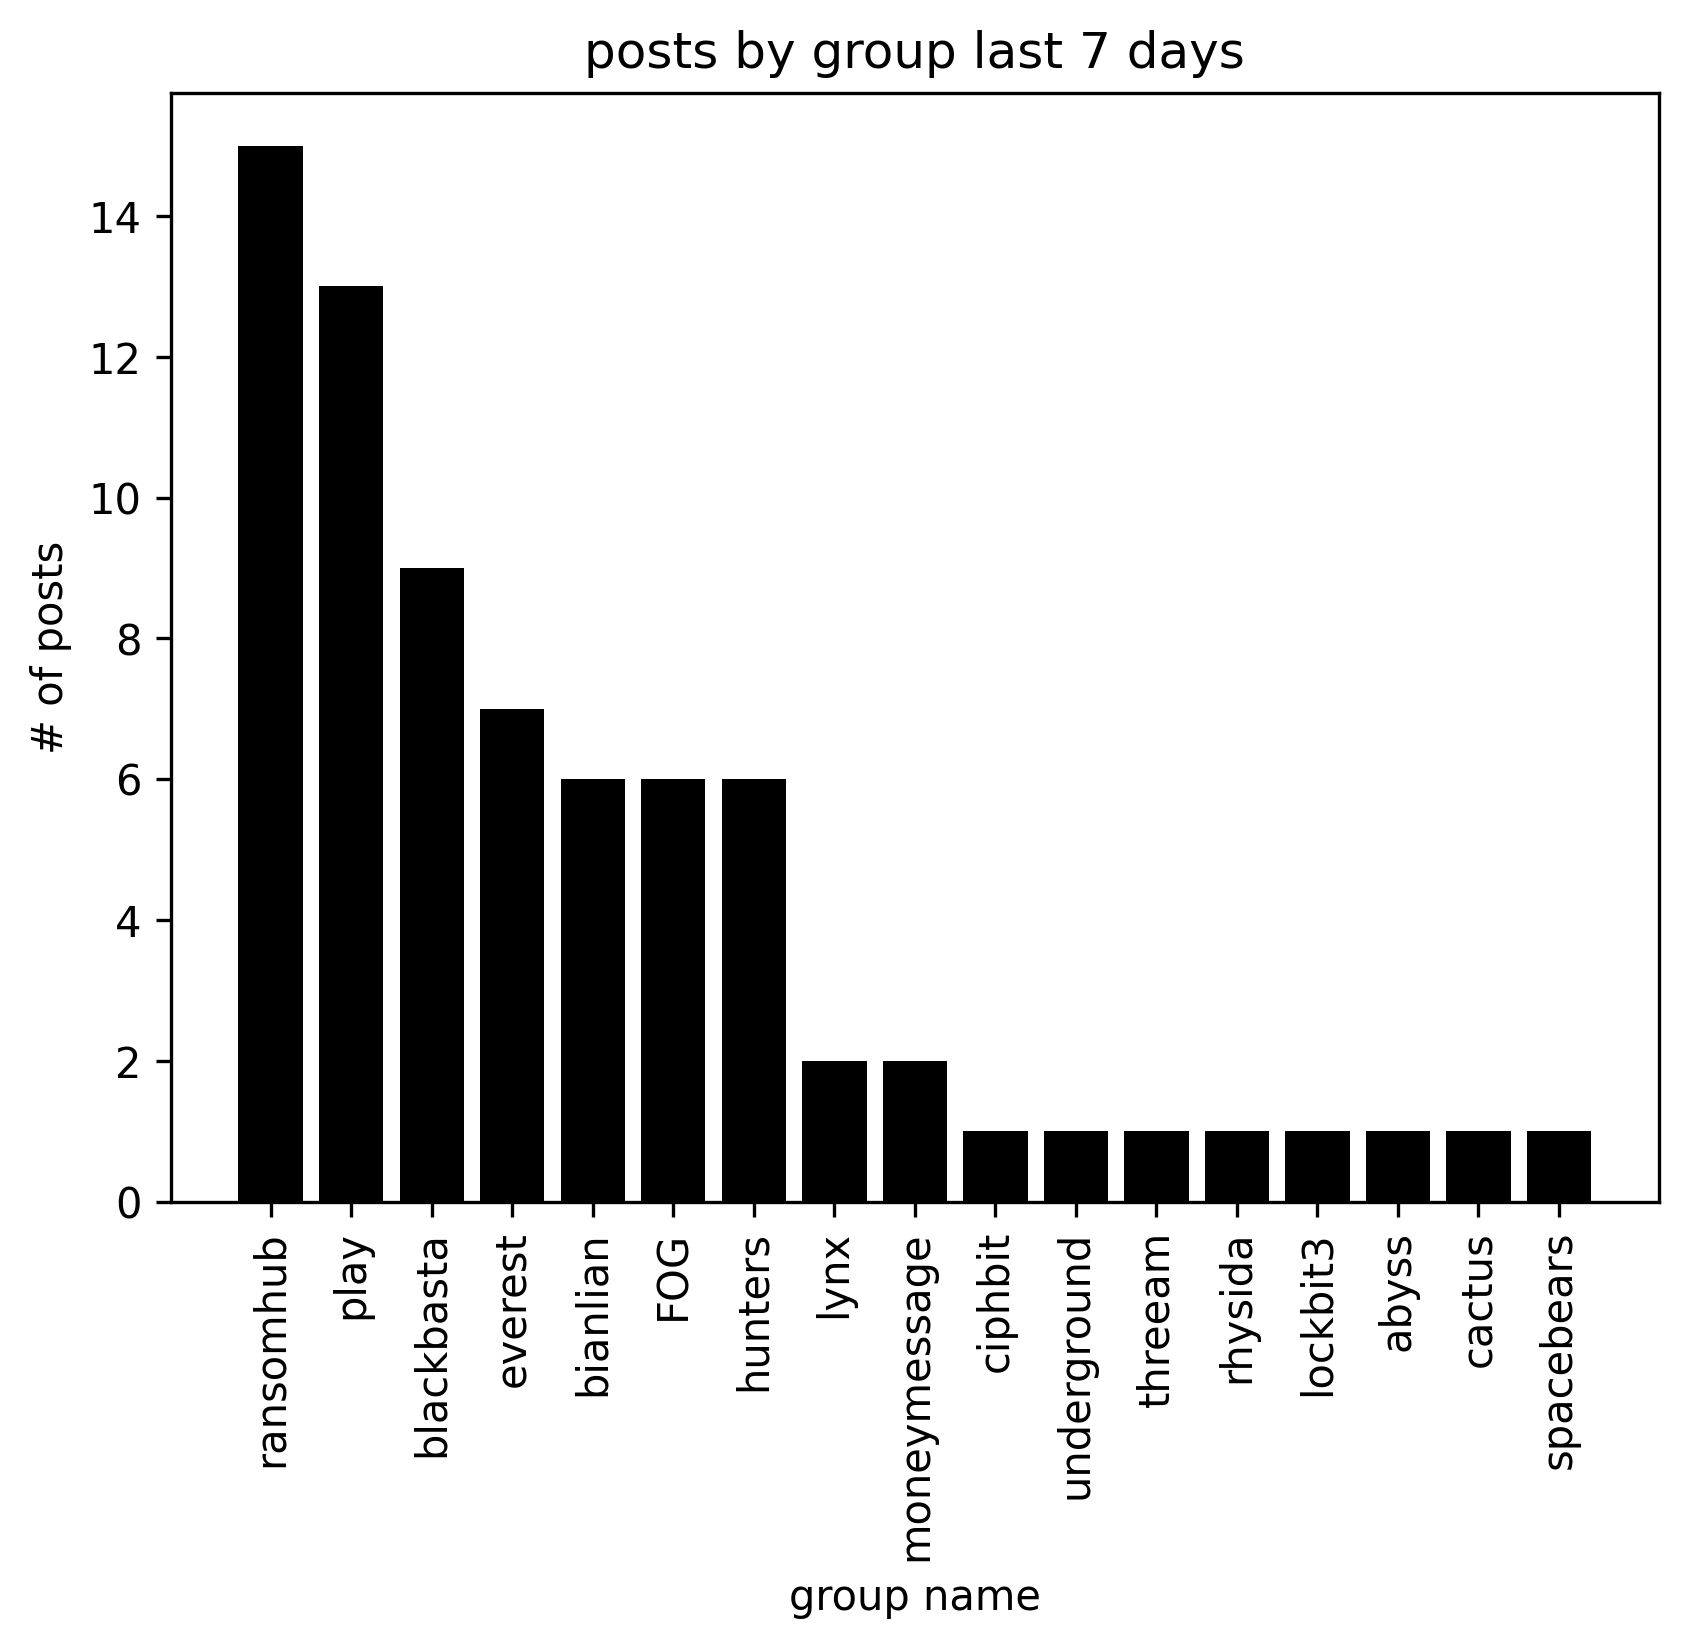 posts by group last 7 days
# of posts
14
12
10
8
6
4
2
0
ransomhub
play
blackbasta
everest
bianlian
FOG
hunters
lynx
moneymessage
ciphbit
underground
threeam
rhysida
lockbit3
abyss
cactus
spacebears
group name